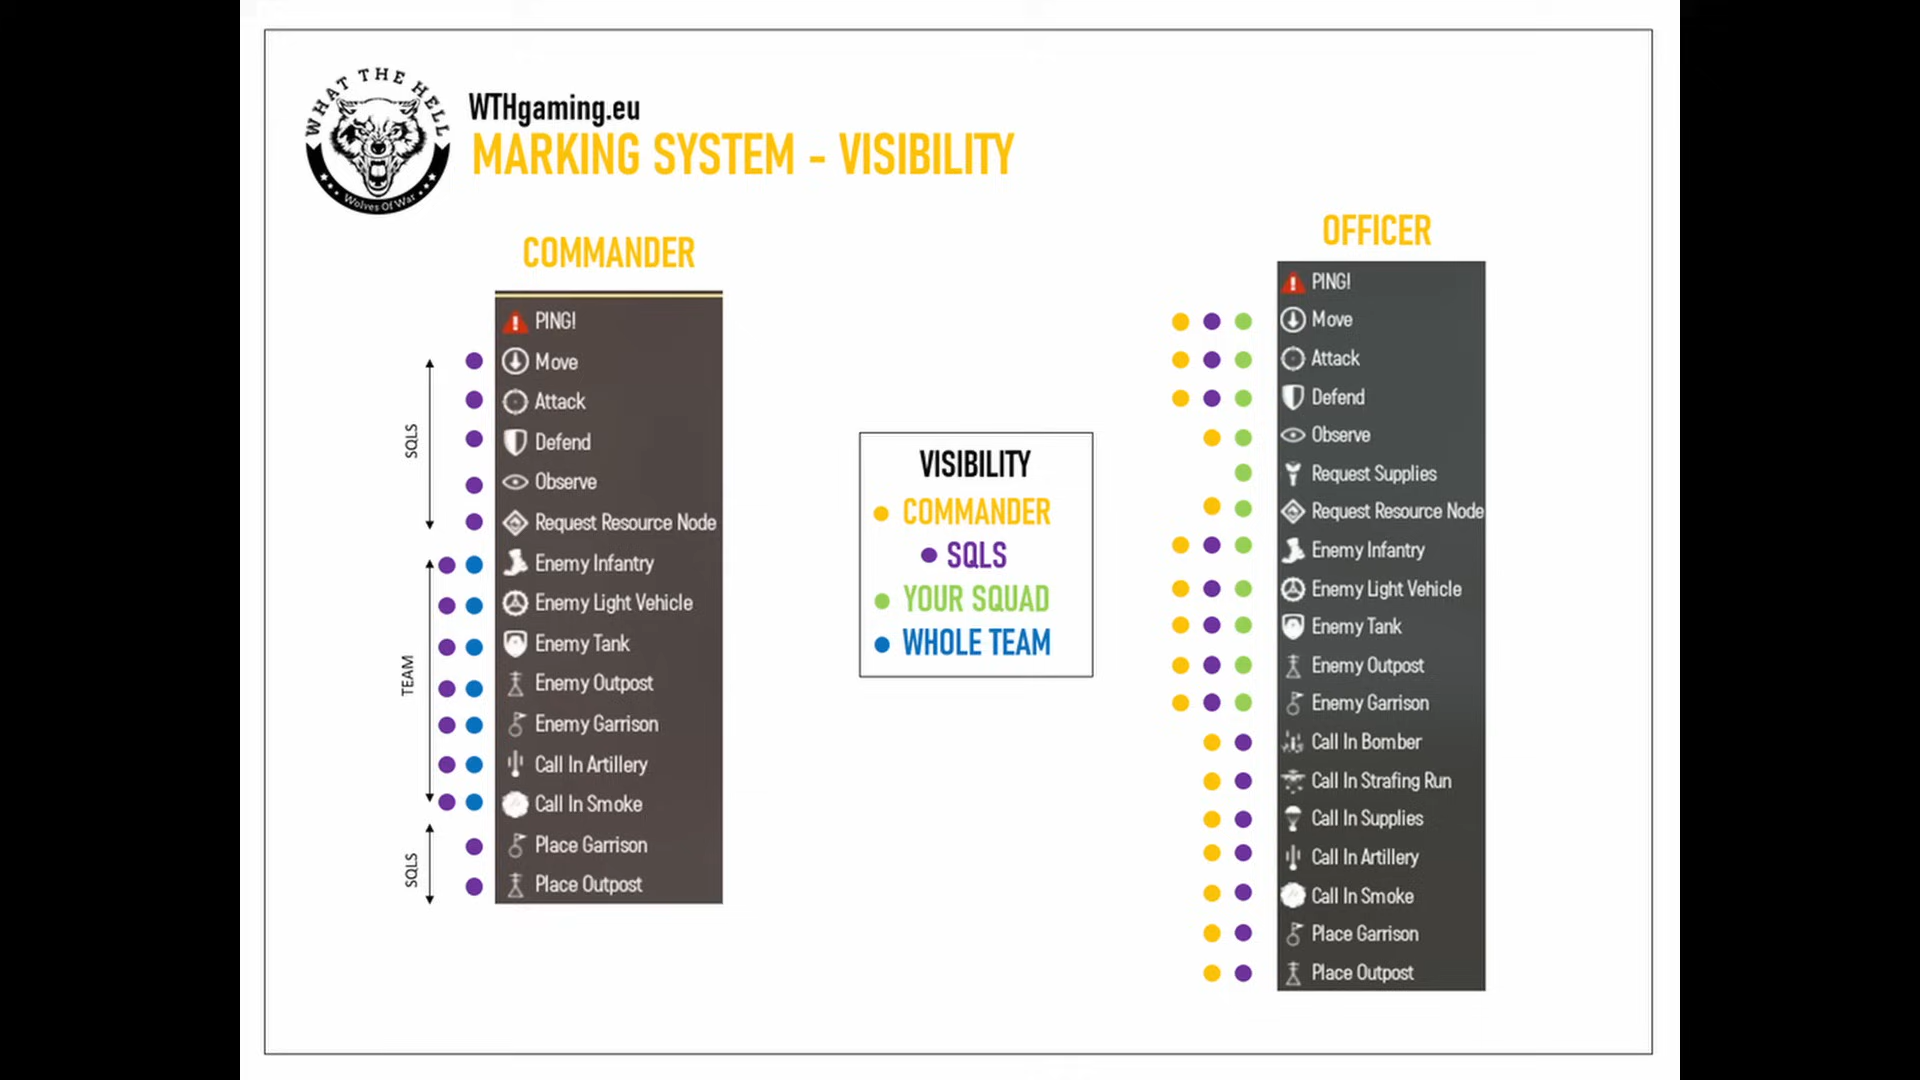 WHAT THE HELL
Wolves Of War
WTHgaming.eu
MARKING SYSTEM - VISIBILITY
COMMANDER
PING!
Move
Attack
Defend
Observe
Request Resource Node
Enemy Infantry
Enemy Light Vehicle
Enemy Tank
Enemy Outpost
Enemy Garrison
Call In Artillery
Call In Smoke
Place Garrison
Place Outpost
SQLS
TEAM
SQLS
VISIBILITY
COMMANDER
SQLS
YOUR SQUAD
WHOLE TEAM
OFFICER
PING!
Move
Attack
Defend
Observe
Request Supplies
Request Resource Node
Enemy Infantry
Enemy Light Vehicle
Enemy Tank
Enemy Outpost
Enemy Garrison
Call In Bomber
Call In Strafing Run
Call In Supplies
Call In Artillery
Call In Smoke
Place Garrison
Place Outpost